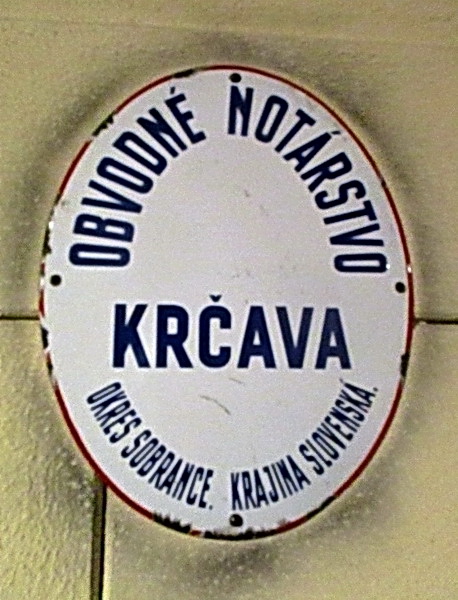 OBVODNÉ NOTÁRSTVO
KRČAVA
OKRES SOBRANCE. KRAJINA SLOVENSKÁ.